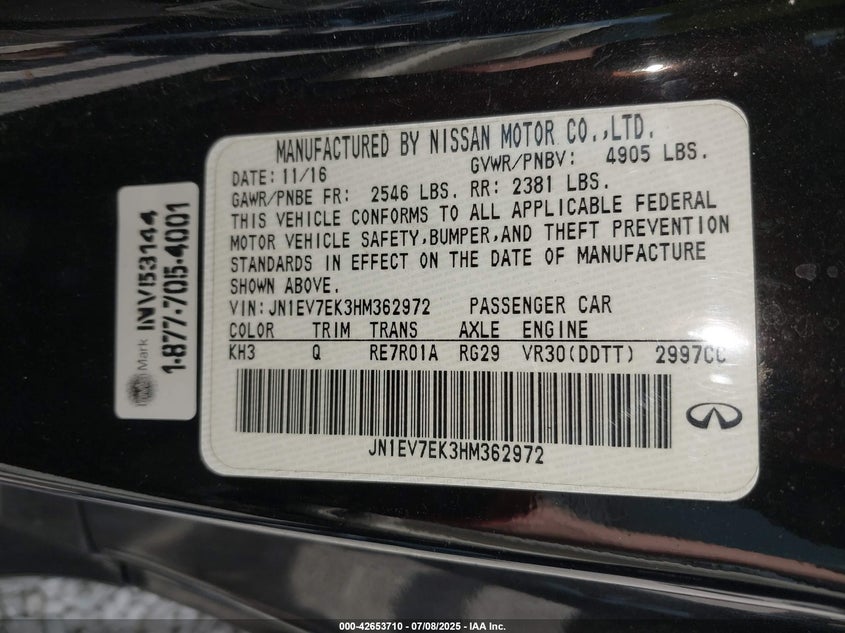 MANUFACTURED BY NISSAN MOTOR CO.,LTD.
DATE: 11/16 GVWR/PNBV: 4905 LBS.
GAWR/PNBE FR: 2546 LBS. RR: 2381 LBS.
THIS VEHICLE CONFORMS TO ALL APPLICABLE FEDERAL
MOTOR VEHICLE SAFETY,BUMPER,AND THEFT PREVENTION
STANDARDS IN EFFECT ON THE DATE OF MANUFACTURE
SHOWN ABOVE.
VIN:JN1EV7EK3HM362972 PASSENGER CAR
COLOR TRIM TRANS AXLE ENGINE
KH3 Q RE7R01A RG29 VR30(DDTT) 2997CC
JN1EV7EK3HM362972
Mark INV53144
1-877-705-4001
000-42653710 / 07/08/2025 - IAA Inc.